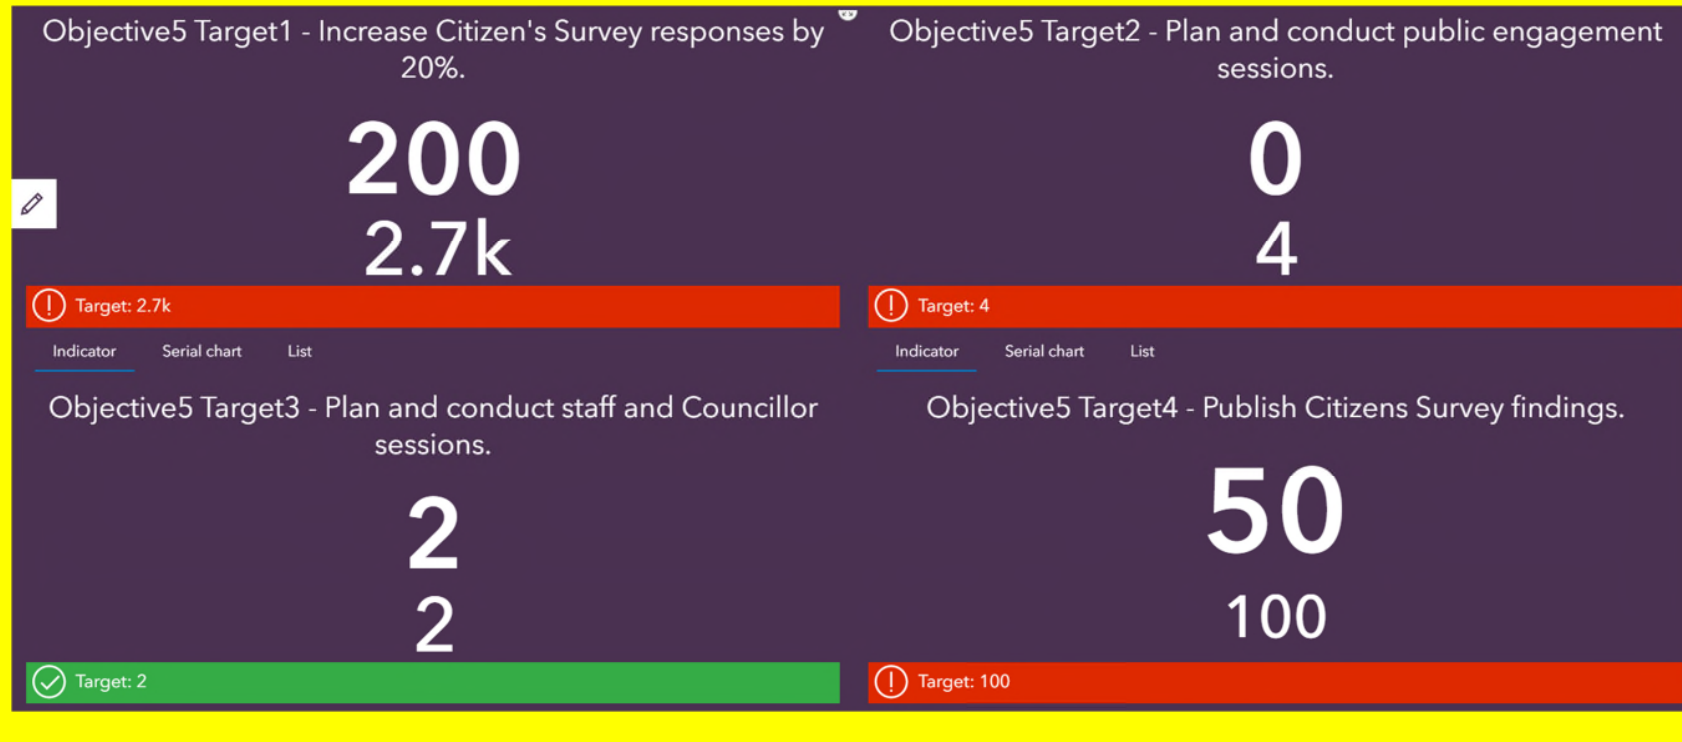 Objective5 Target1 - Increase Citizen's Survey responses by
20%.
200
2.7k
Target: 2.7k
Indicator Serial chart List
Objective5 Target2 - Plan and conduct public engagement
sessions.
0
4
Target: 4
Indicator Serial chart List
Objective5 Target3 - Plan and conduct staff and Councillor
sessions.
2
2
Target: 2
Objective5 Target4 - Publish Citizens Survey findings.
50
100
Target: 100